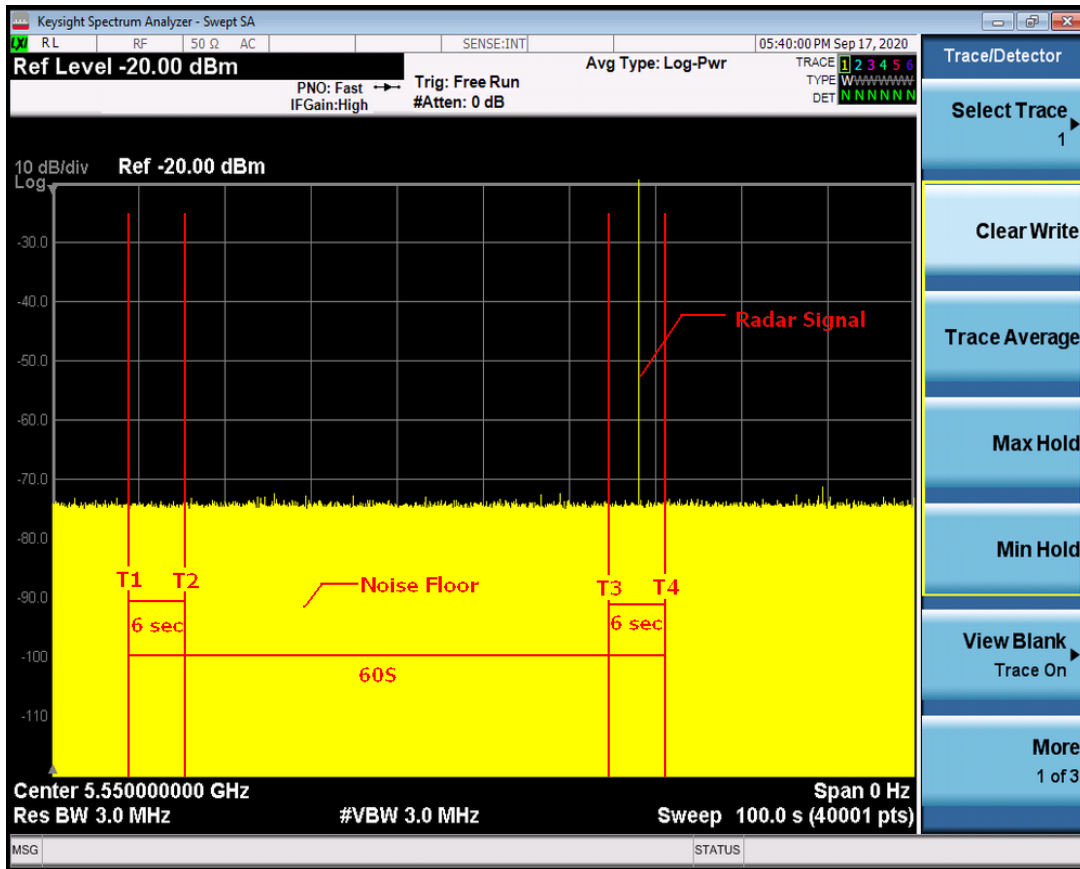 Keysight Spectrum Analyzer - Swept SA
LXI RL RF 50 Ω AC SENSE:INT 05:40:00 PM Sep 17, 2020
Ref Level -20.00 dBm
Avg Type: Log-Pwr
PNO: Fast
IFGain:High
Trig: Free Run
#Atten: 0 dB
TRACE 1 2 3 4 5 6
TYPE WWWWWW
DET N N N N N N
10 dB/div Ref -20.00 dBm
Log
-30.0
-40.0
-50.0
-60.0
-70.0
-80.0
-90.0
-100
-110
Radar Signal
T1 T2 Noise Floor T3 T4
6 sec 6 sec
60S
Center 5.550000000 GHz Span 0 Hz
Res BW 3.0 MHz #VBW 3.0 MHz Sweep 100.0 s (40001 pts)
MSG STATUS
Trace/Detector
Select Trace
1
Clear Write
Trace Average
Max Hold
Min Hold
View Blank
Trace On
More
1 of 3